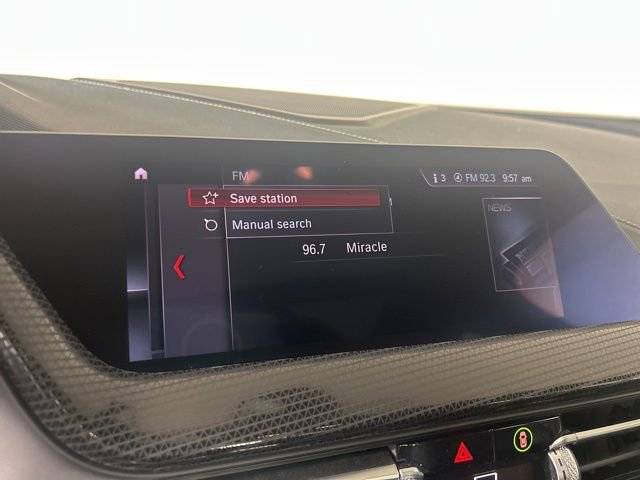 FM
3 FM 92.3 9:57 am
Save station
NEWS
Manual search
96.7 Miracle